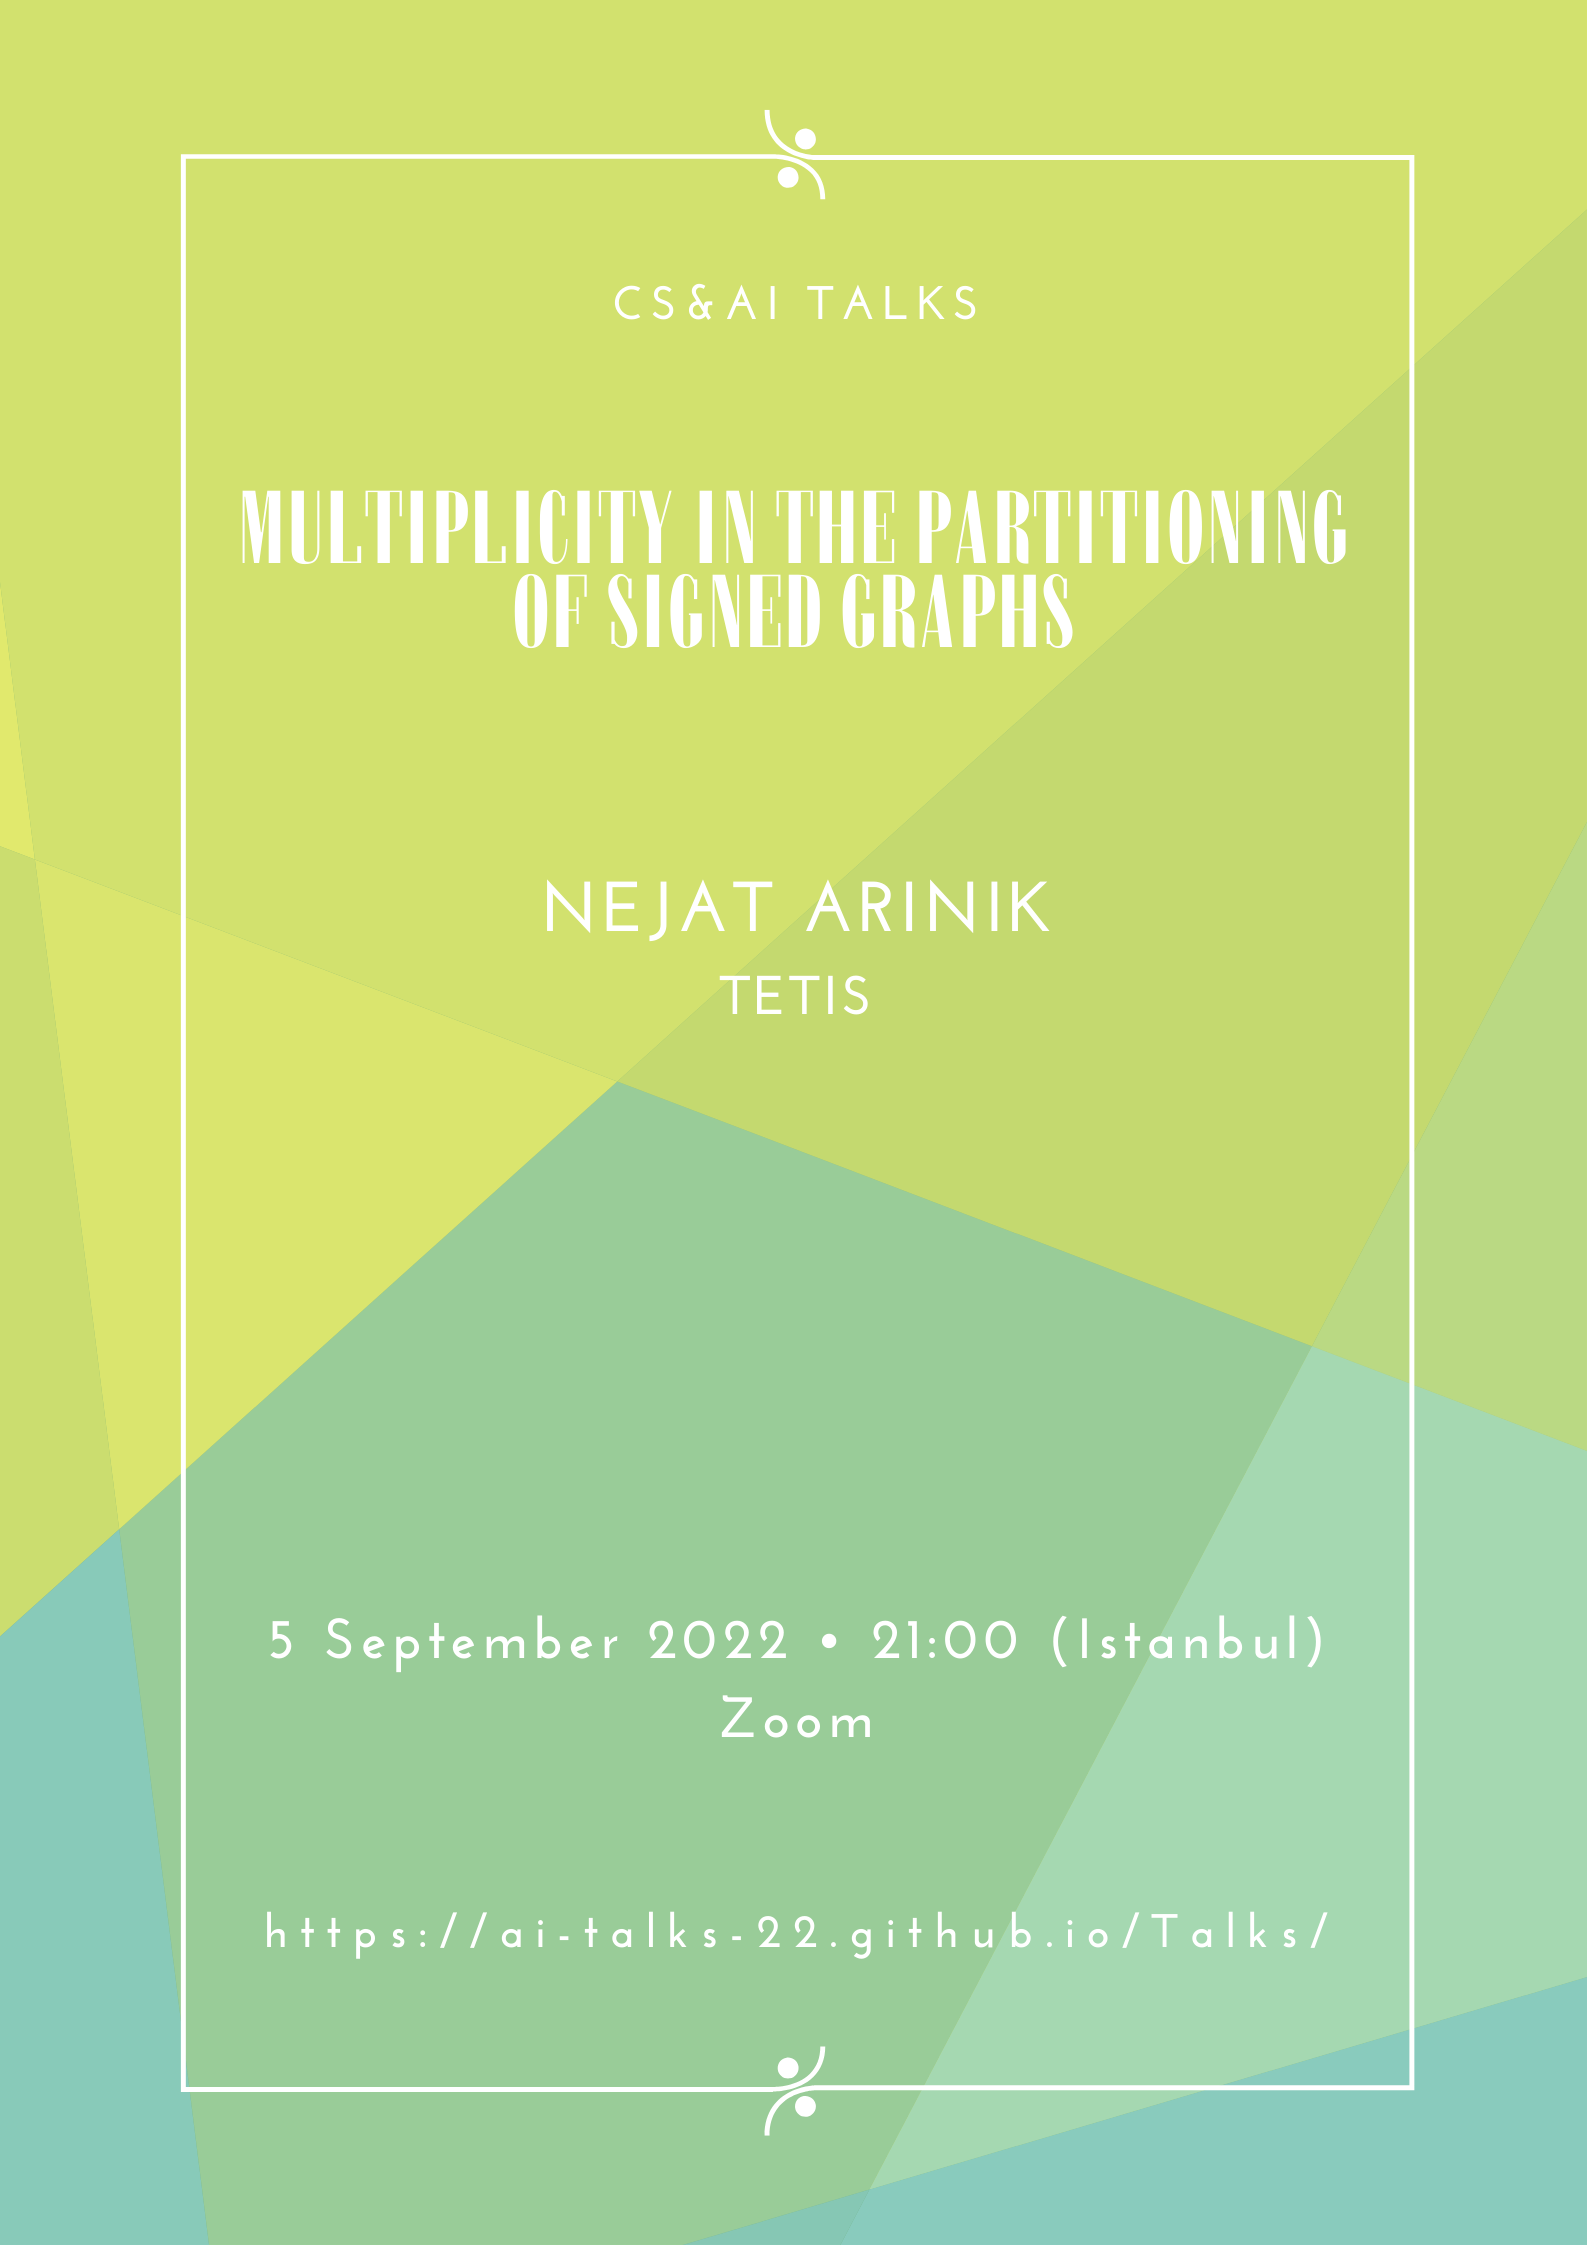 CS&AI TALKS
MULTIPLICITY IN THE PARTITIONING
OF SIGNED GRAPHS
NEJAT ARINIK
TETIS
5 September 2022 • 21:00 (Istanbul)
Zoom
https://ai-talks-22.github.io/Talks/